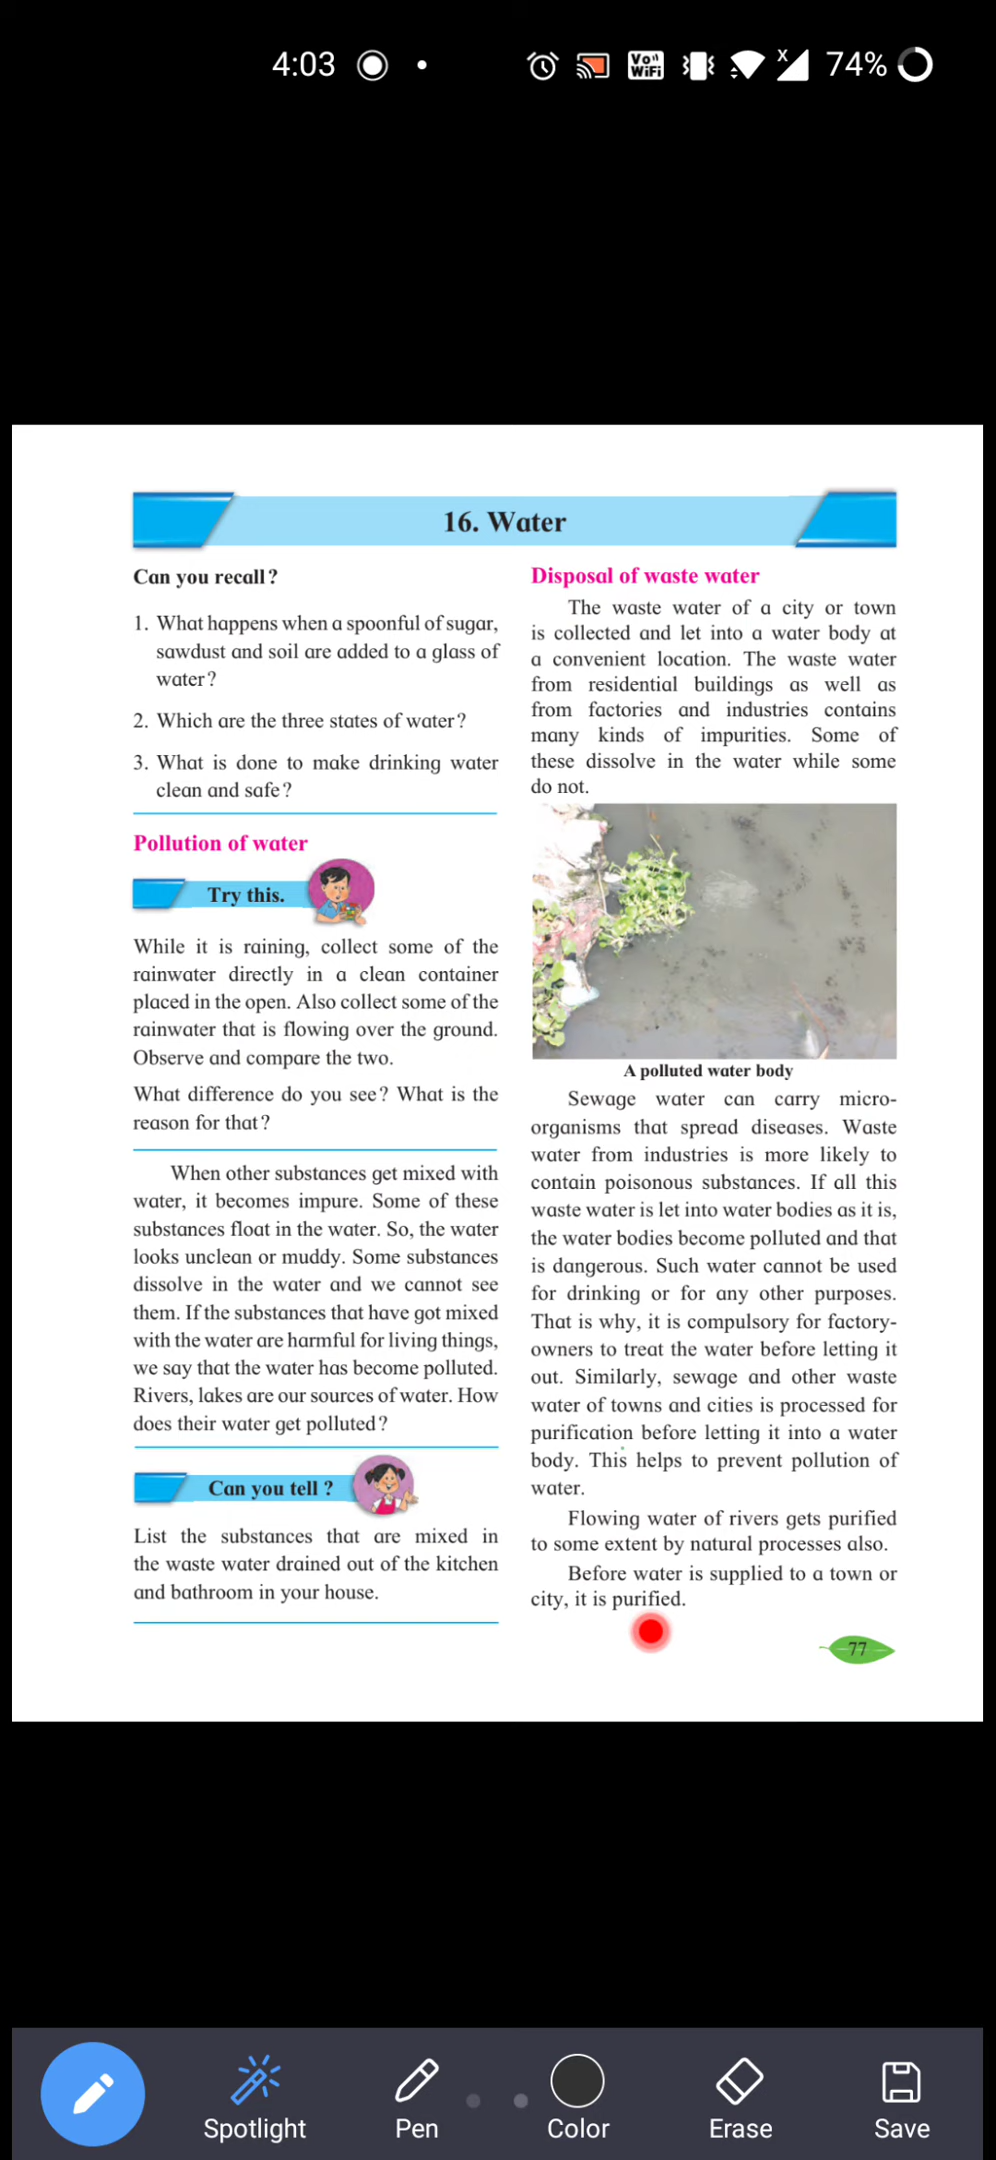 4:03
Vo WiFi
X
74%
16. Water
Can you recall?
1. What happens when a spoonful of sugar,
sawdust and soil are added to a glass of
water?
2. Which are the three states of water?
3. What is done to make drinking water
clean and safe?
Pollution of water
Try this.
While it is raining, collect some of the
rainwater directly in a clean container
placed in the open. Also collect some of the
rainwater that is flowing over the ground.
Observe and compare the two.
What difference do you see? What is the
reason for that?
When other substances get mixed with
water, it becomes impure. Some of these
substances float in the water. So, the water
looks unclean or muddy. Some substances
dissolve in the water and we cannot see
them. If the substances that have got mixed
with the water are harmful for living things,
we say that the water has become polluted.
Rivers, lakes are our sources of water. How
does their water get polluted?
Can you tell ?
List the substances that are mixed in
the waste water drained out of the kitchen
and bathroom in your house.
Disposal of waste water
The waste water of a city or town
is collected and let into a water body at
a convenient location. The waste water
from residential buildings as well as
from factories and industries contains
many kinds of impurities. Some of
these dissolve in the water while some
do not.
A polluted water body
Sewage water can carry micro-
organisms that spread diseases. Waste
water from industries is more likely to
contain poisonous substances. If all this
waste water is let into water bodies as it is,
the water bodies become polluted and that
is dangerous. Such water cannot be used
for drinking or for any other purposes.
That is why, it is compulsory for factory-
owners to treat the water before letting it
out. Similarly, sewage and other waste
water of towns and cities is processed for
purification before letting it into a water
body. This helps to prevent pollution of
water.
Flowing water of rivers gets purified
to some extent by natural processes also.
Before water is supplied to a town or
city, it is purified.
77
Spotlight
Pen
Color
Erase
Save